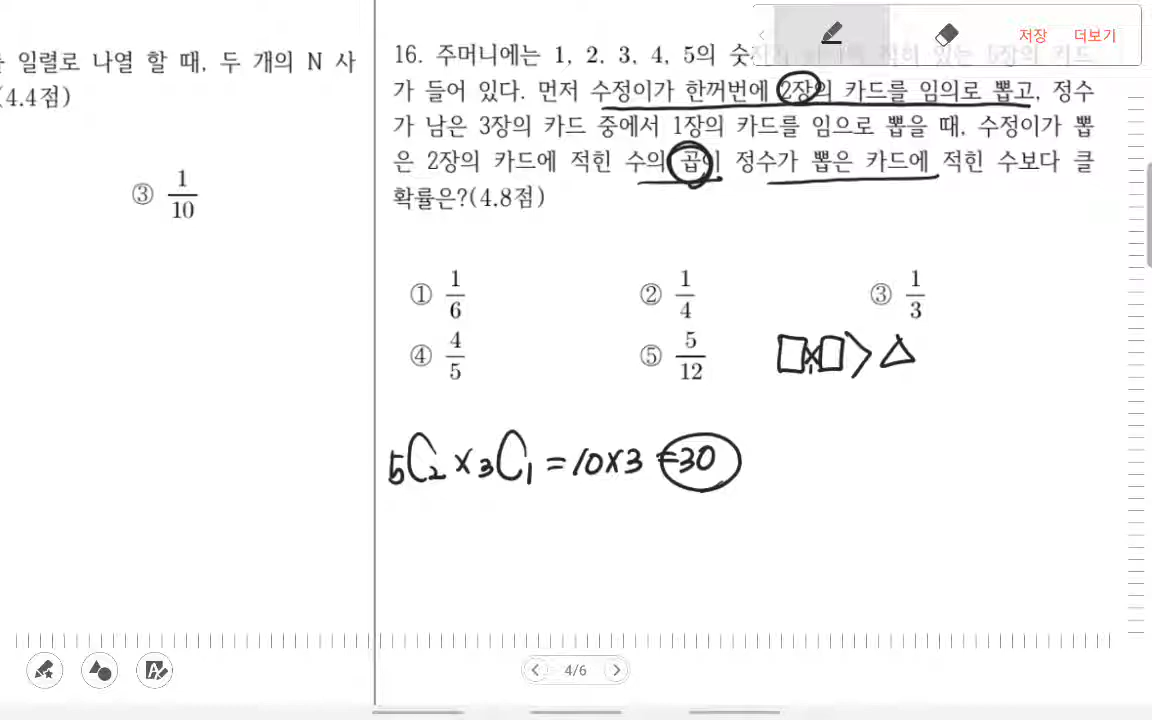 일렬로 나열 할 때, 두 개의 N 사
(4.4점)
③ 1/10
저장 더보기
16. 주머니에는 1, 2, 3, 4, 5의
가 들어 있다. 먼저 수정이가 한꺼번에 2장의 카드를 임의로 뽑고, 정수
가 남은 3장의 카드 중에서 1장의 카드를 임으로 뽑을 때, 수정이가 뽑
은 2장의 카드에 적힌 수의 곱이 정수가 뽑은 카드에 적힌 수보다 클
확률은?(4.8점)
① 1/6 ② 1/4 ③ 1/3
④ 4/5 ⑤ 5/12
□×□>△
5C2 × 3C1 = 10×3 = 30
4/6